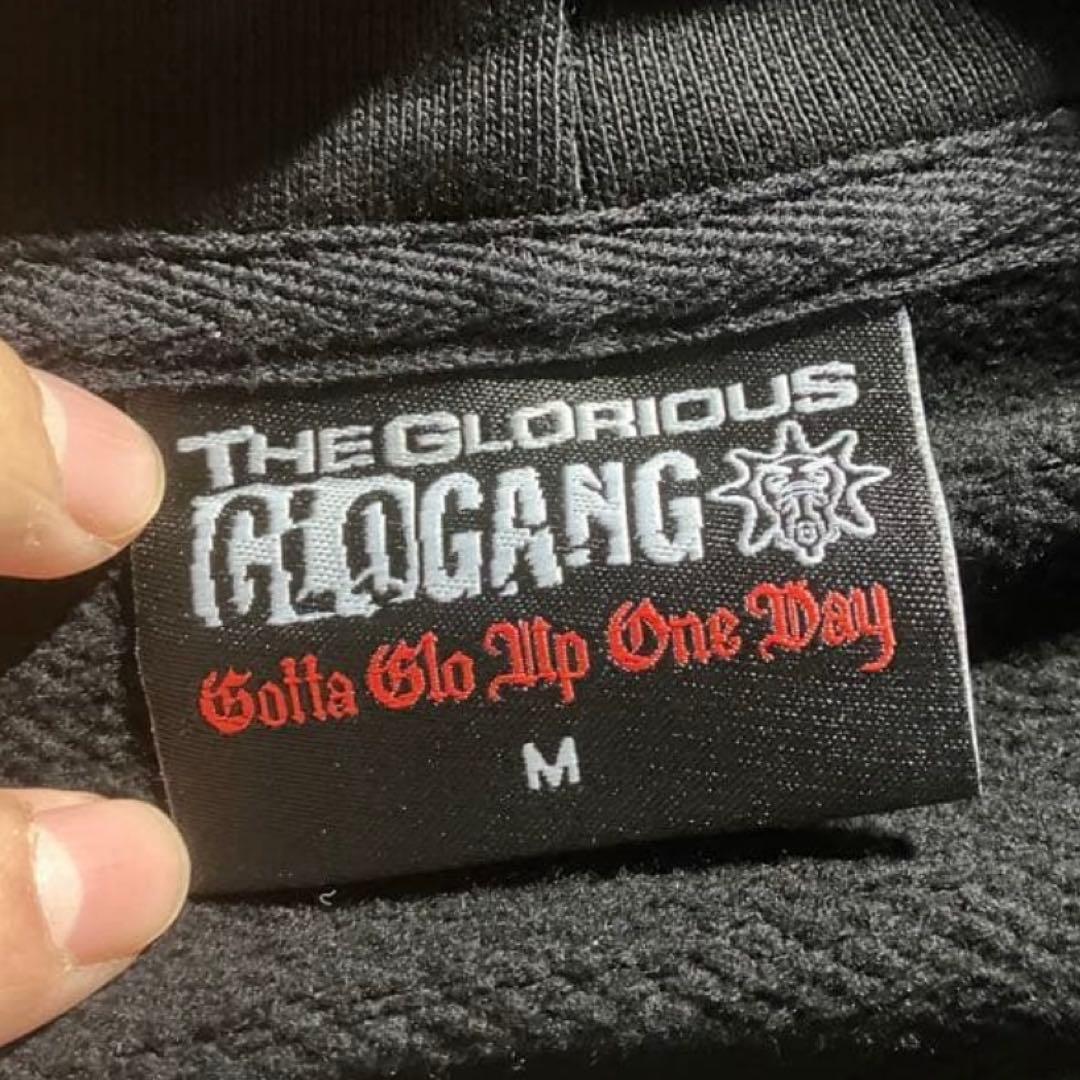 THE GLORIOUS
GLOGANG
Gotta Glo Up One Day
M